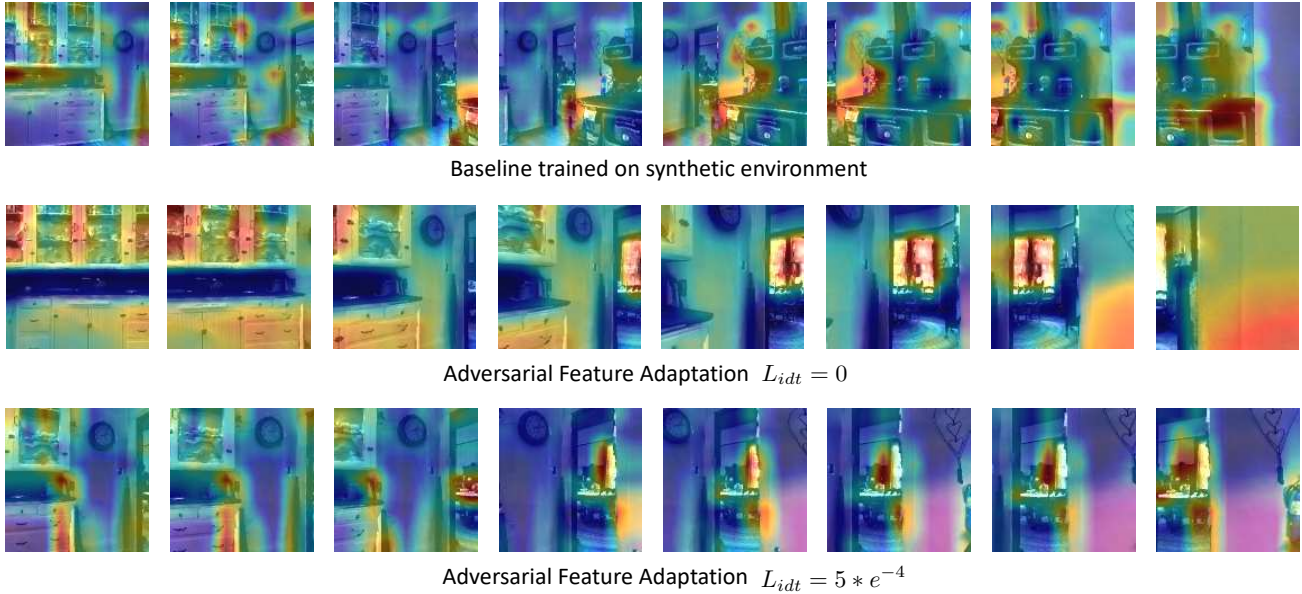 Baseline trained on synthetic environment
Adversarial Feature Adaptation $L_{idt} = 0$
Adversarial Feature Adaptation $L_{idt} = 5 * e^{-4}$